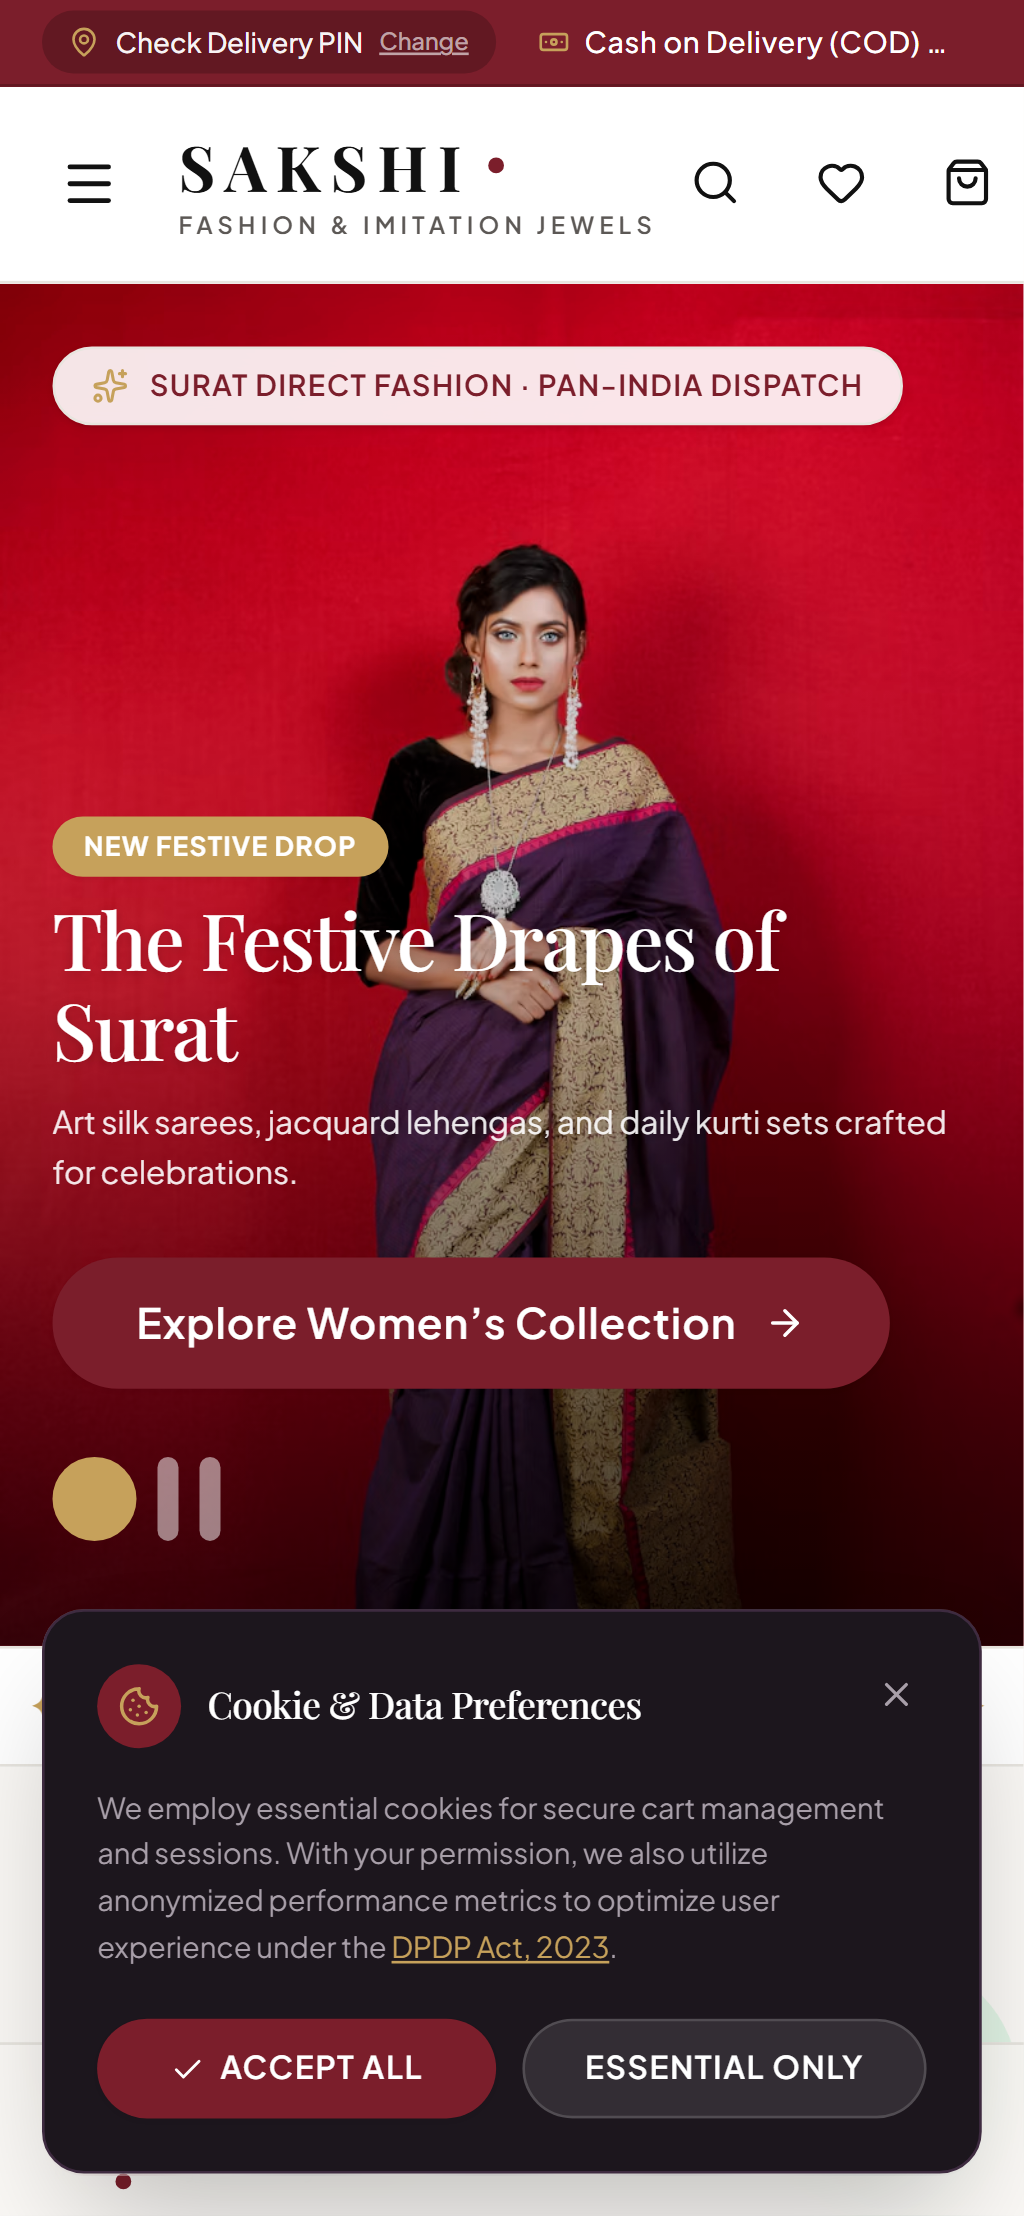 Check Delivery PIN Change Cash on Delivery (COD) ...
SAKSHI
FASHION & IMITATION JEWELS
SURAT DIRECT FASHION · PAN-INDIA DISPATCH
NEW FESTIVE DROP
The Festive Drapes of
Surat
Art silk sarees, jacquard lehengas, and daily kurti sets crafted
for celebrations.
Explore Women’s Collection
Cookie & Data Preferences
We employ essential cookies for secure cart management
and sessions. With your permission, we also utilize
anonymized performance metrics to optimize user
experience under the DPDP Act, 2023.
ACCEPT ALL ESSENTIAL ONLY